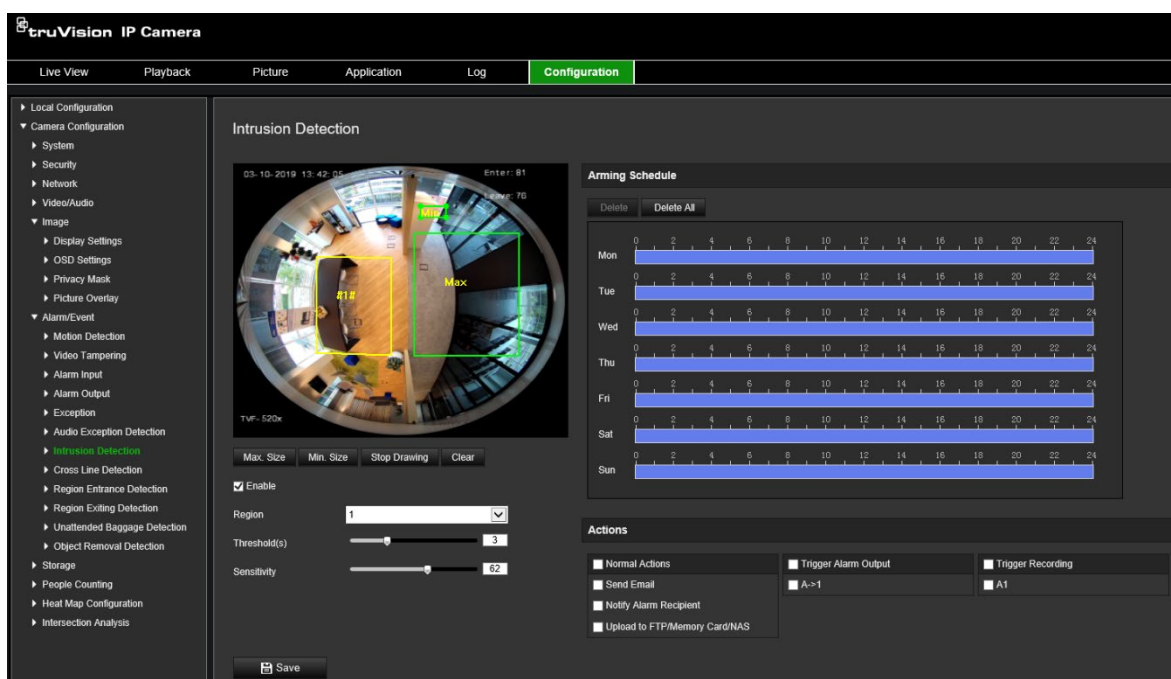 truVision IP Camera
Live View Playback Picture Application Log Configuration
Local Configuration
Camera Configuration
System
Security
Network
Video/Audio
Image
Display Settings
OSD Settings
Privacy Mask
Picture Overlay
Alarm/Event
Motion Detection
Video Tampering
Alarm Input
Alarm Output
Exception
Audio Exception Detection
Intrusion Detection
Cross Line Detection
Region Entrance Detection
Region Exiting Detection
Unattended Baggage Detection
Object Removal Detection
Storage
People Counting
Heat Map Configuration
Intersection Analysis
Intrusion Detection
03-10-2019 13:42:05 Enter:81
Leave:76
Min
Max
#1#
TVF-520x
Max. Size Min. Size Stop Drawing Clear
Enable
Region 1
Threshold(s) 3
Sensitivity 62
Save
Arming Schedule
Delete Delete All
0 2 4 6 8 10 12 14 16 18 20 22 24
Mon
0 2 4 6 8 10 12 14 16 18 20 22 24
Tue
0 2 4 6 8 10 12 14 16 18 20 22 24
Wed
0 2 4 6 8 10 12 14 16 18 20 22 24
Thu
0 2 4 6 8 10 12 14 16 18 20 22 24
Fri
0 2 4 6 8 10 12 14 16 18 20 22 24
Sat
0 2 4 6 8 10 12 14 16 18 20 22 24
Sun
Actions
Normal Actions Trigger Alarm Output Trigger Recording
Send Email A->1 A1
Notify Alarm Recipient
Upload to FTP/Memory Card/NAS